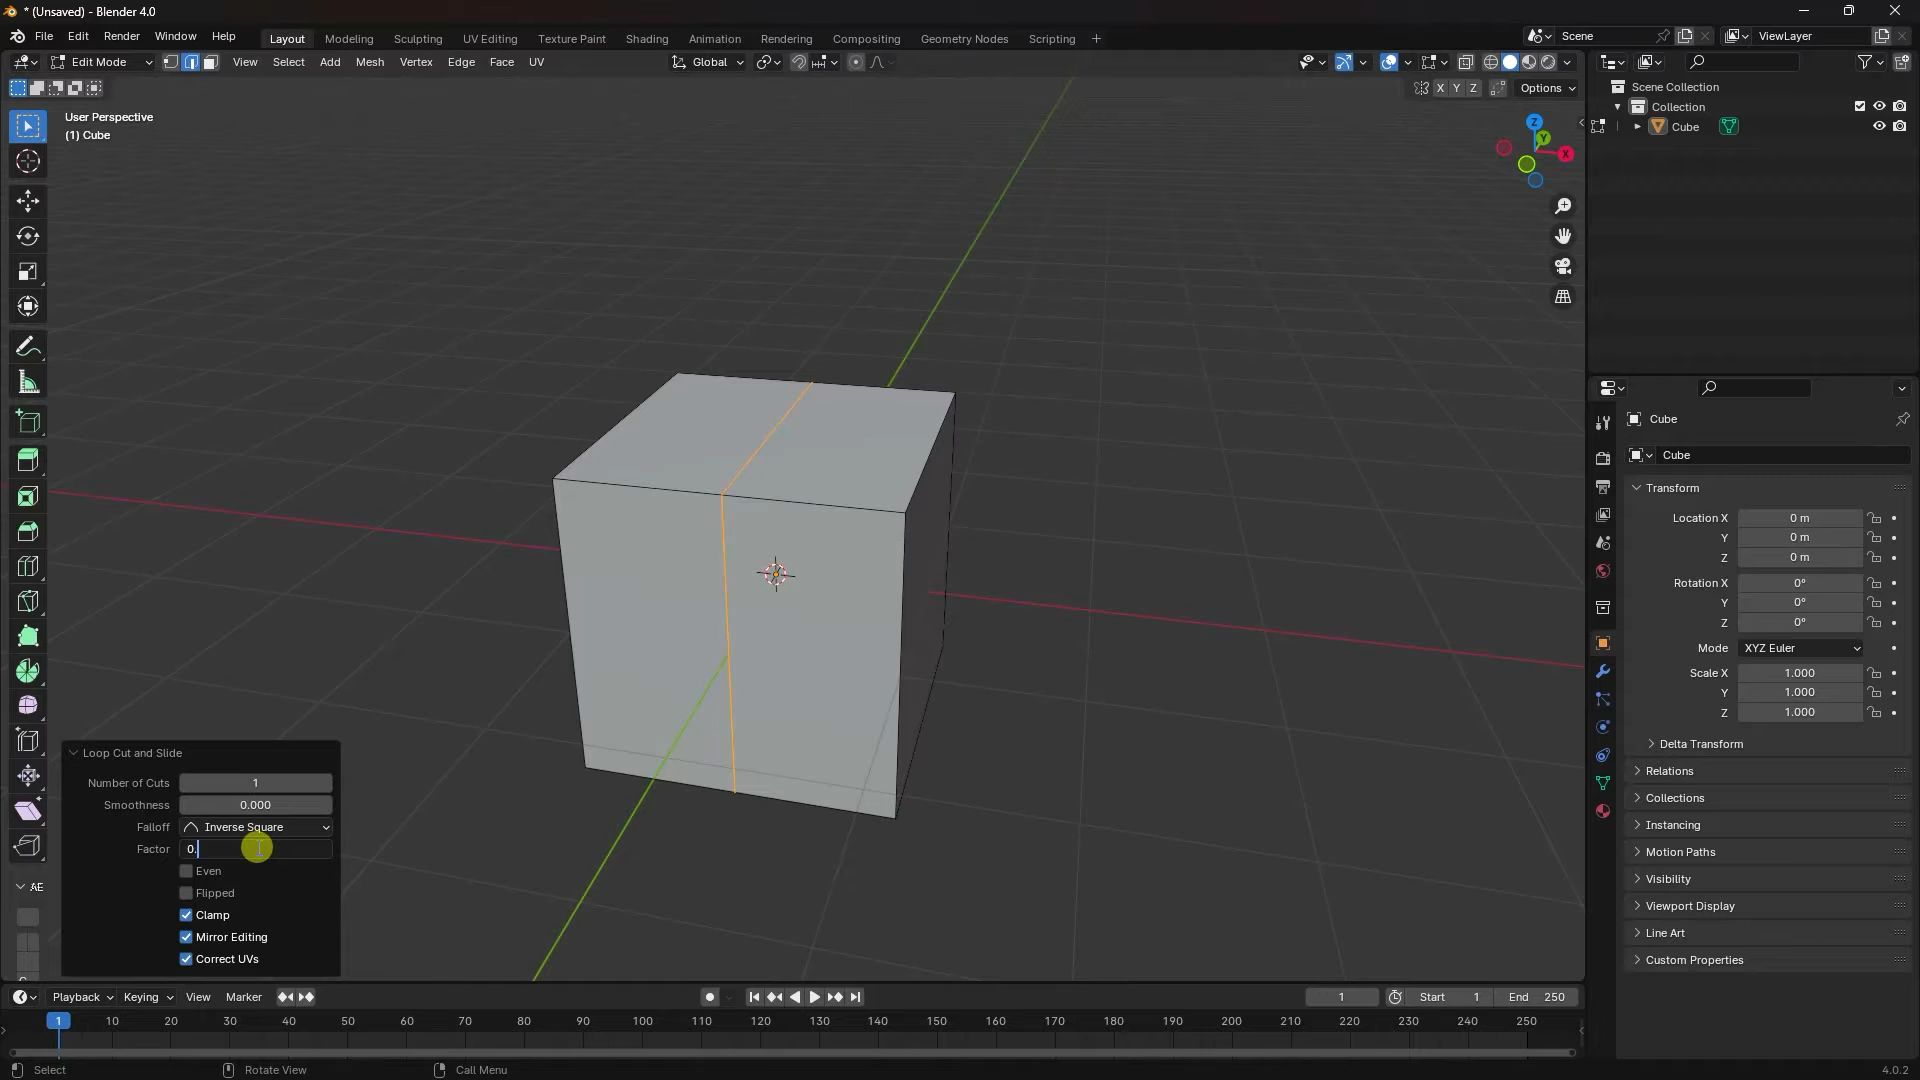 * (Unsaved) - Blender 4.0
File Edit Render Window Help
Layout Modeling Sculpting UV Editing Texture Paint Shading Animation Rendering Compositing Geometry Nodes Scripting +
Scene
ViewLayer
Edit Mode
View Select Add Mesh Vertex Edge Face UV
Global
X Y Z
Options
User Perspective
(1) Cube
Z
Y
X
Scene Collection
Collection
Cube
Cube
Cube
Transform
Location X 0 m
Y 0 m
Z 0 m
Rotation X 0°
Y 0°
Z 0°
Mode XYZ Euler
Scale X 1.000
Y 1.000
Z 1.000
Delta Transform
Relations
Collections
Instancing
Motion Paths
Visibility
Viewport Display
Line Art
Custom Properties
Loop Cut and Slide
Number of Cuts 1
Smoothness 0.000
Falloff Inverse Square
Factor 0.
Even
Flipped
Clamp
Mirror Editing
Correct UVs
AE
Playback Keying View Marker
1 Start 1 End 250
1 10 20 30 40 50 60 70 80 90 100 110 120 130 140 150 160 170 180 190 200 210 220 230 240 250
Select Rotate View Call Menu
4.0.2